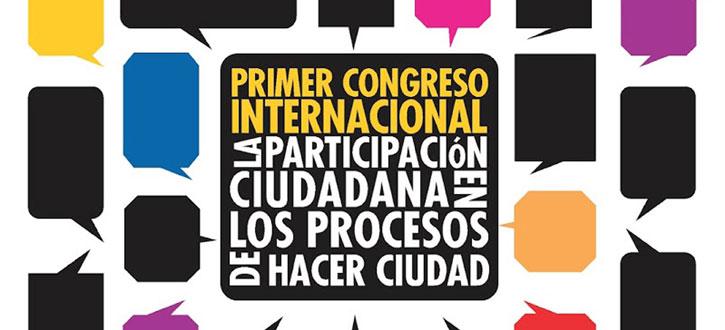 PRIMER CONGRESO
INTERNACIONAL
LA PARTICIPACIÓN
CIUDADANA EN
LOS PROCESOS
DE HACER CIUDAD